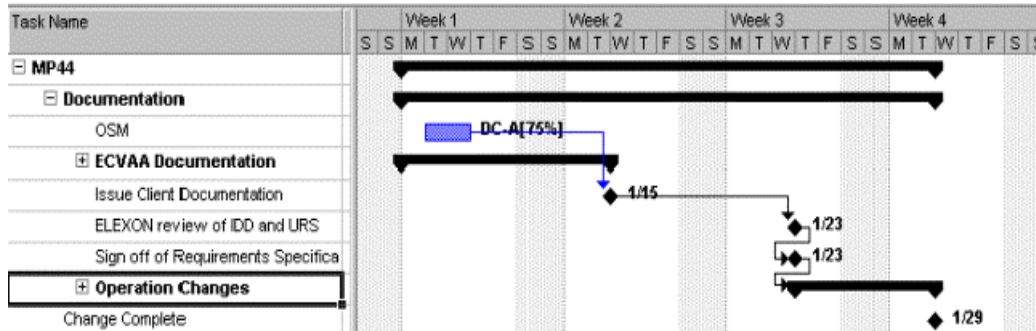 Task Name
Week 1 Week 2 Week 3 Week 4
S S M T W T F S S M T W T F S S M T W T F S S M T W T F S
MP44
Documentation
OSM DC-A[75%]
ECVAA Documentation
Issue Client Documentation 1/15
ELEXON review of IDD and URS 1/23
Sign off of Requirements Specifica 1/23
Operation Changes
Change Complete 1/29